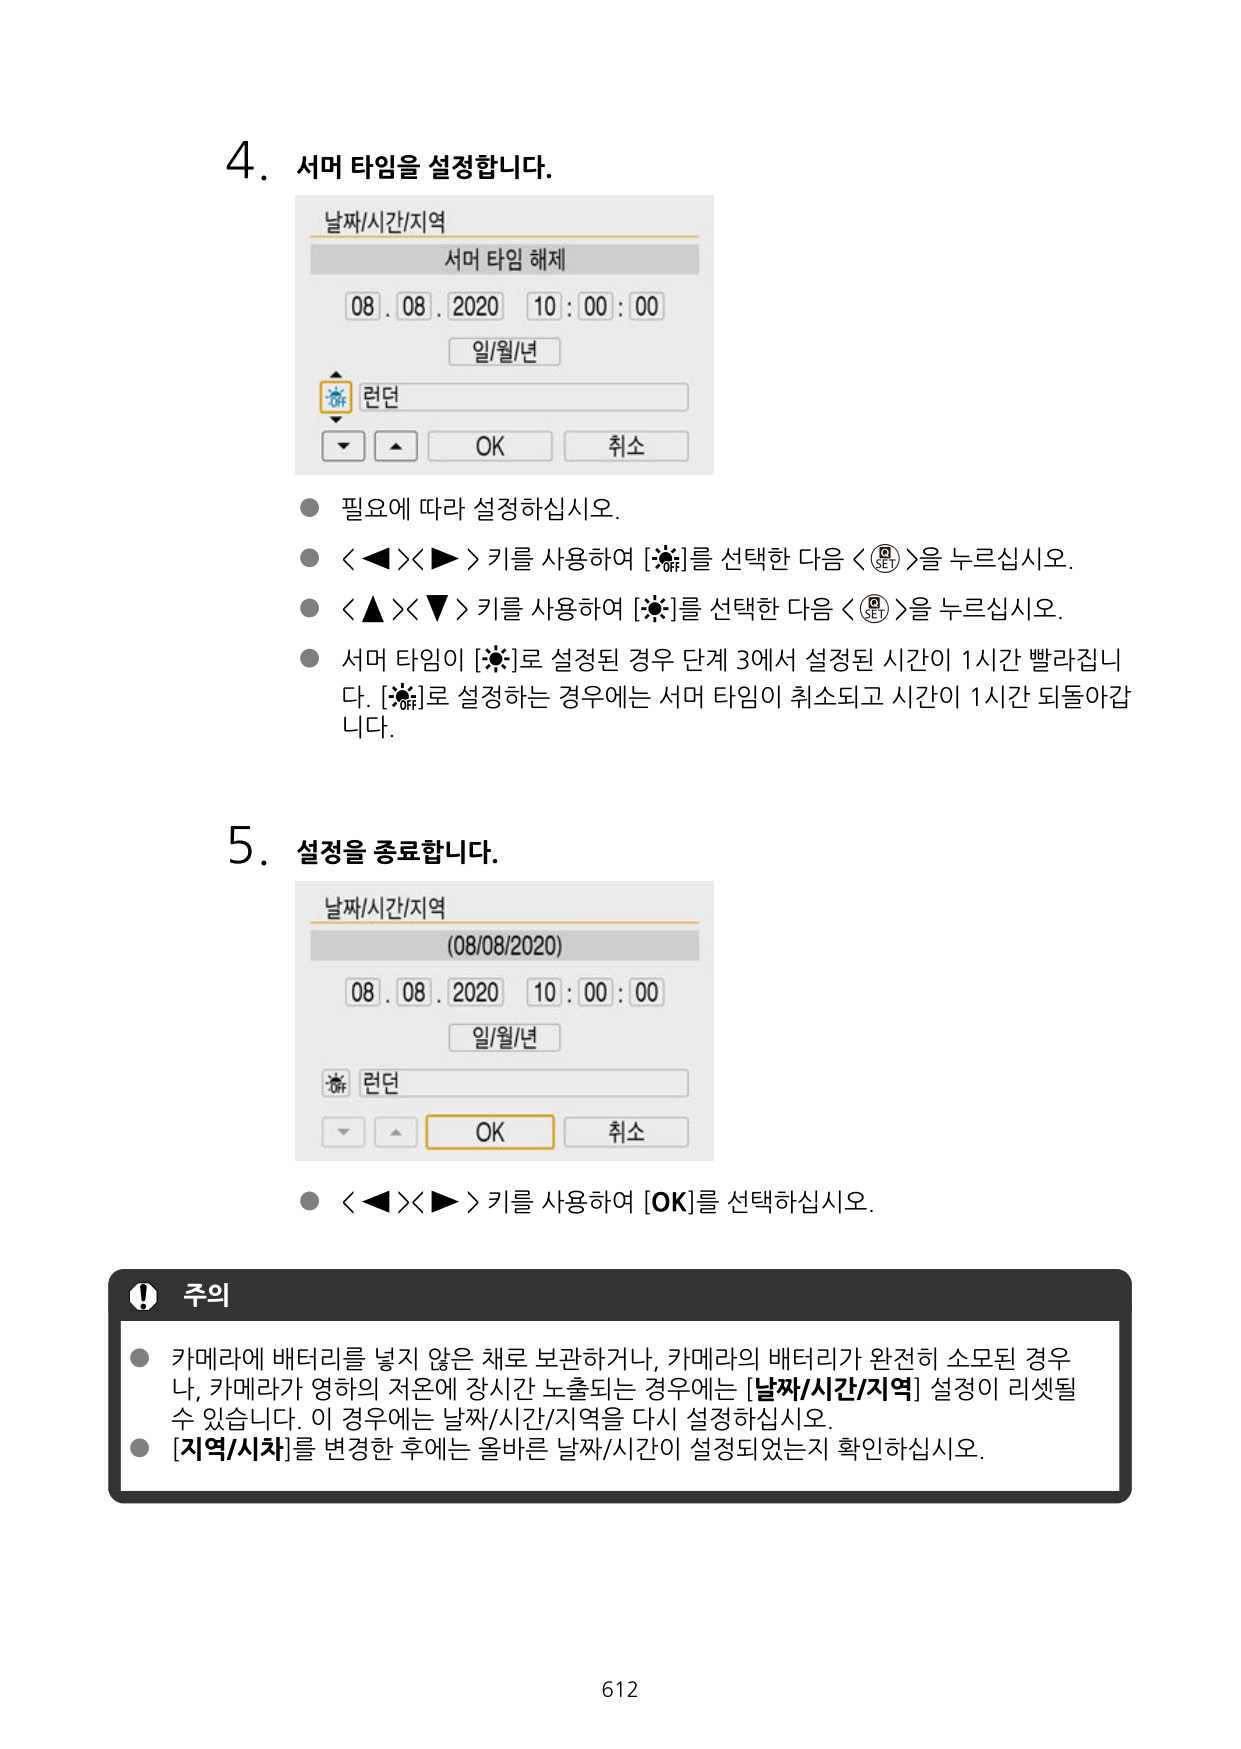 4. 서머 타임을 설정합니다.
날짜/시간/지역
서머 타임 해제
08 . 08 . 2020 10 : 00 : 00
일/월/년
OFF 런던
OK 취소
● 필요에 따라 설정하십시오.
● <◀><▶> 키를 사용하여 [OFF]를 선택한 다음 <Q SET>을 누르십시오.
● <▲><▼> 키를 사용하여 [☀]를 선택한 다음 <Q SET>을 누르십시오.
● 서머 타임이 [☀]로 설정된 경우 단계 3에서 설정된 시간이 1시간 빨라집니
다. [OFF]로 설정하는 경우에는 서머 타임이 취소되고 시간이 1시간 되돌아갑
니다.
5. 설정을 종료합니다.
날짜/시간/지역
(08/08/2020)
08 . 08 . 2020 10 : 00 : 00
일/월/년
OFF 런던
OK 취소
● <◀><▶> 키를 사용하여 [OK]를 선택하십시오.
주의
● 카메라에 배터리를 넣지 않은 채로 보관하거나, 카메라의 배터리가 완전히 소모된 경우
나, 카메라가 영하의 저온에 장시간 노출되는 경우에는 [날짜/시간/지역] 설정이 리셋될
수 있습니다. 이 경우에는 날짜/시간/지역을 다시 설정하십시오.
● [지역/시차]를 변경한 후에는 올바른 날짜/시간이 설정되었는지 확인하십시오.
612